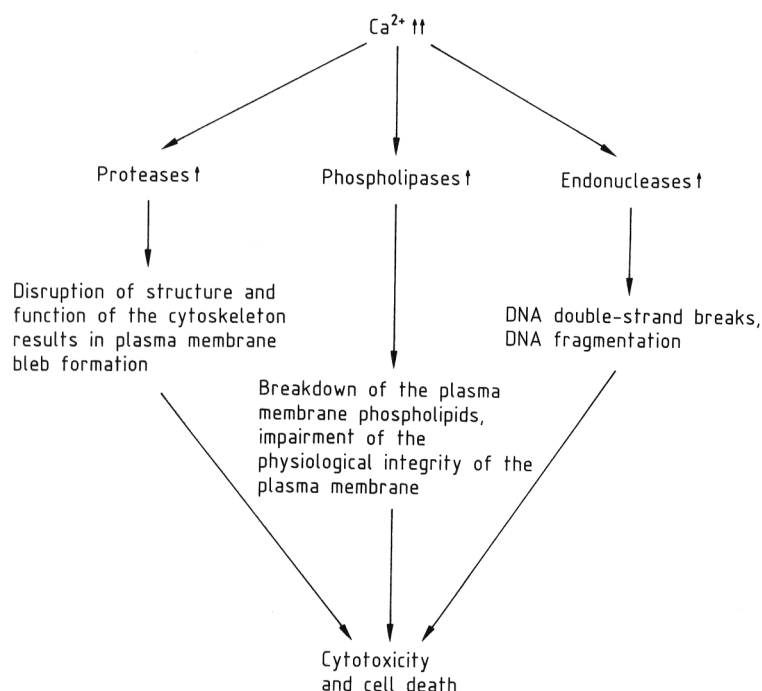 Ca²⁺ ↑↑
Proteases ↑
Phospholipases ↑
Endonucleases ↑
Disruption of structure and
function of the cytoskeleton
results in plasma membrane
bleb formation
DNA double-strand breaks,
DNA fragmentation
Breakdown of the plasma
membrane phospholipids,
impairment of the
physiological integrity of the
plasma membrane
Cytotoxicity
and cell death